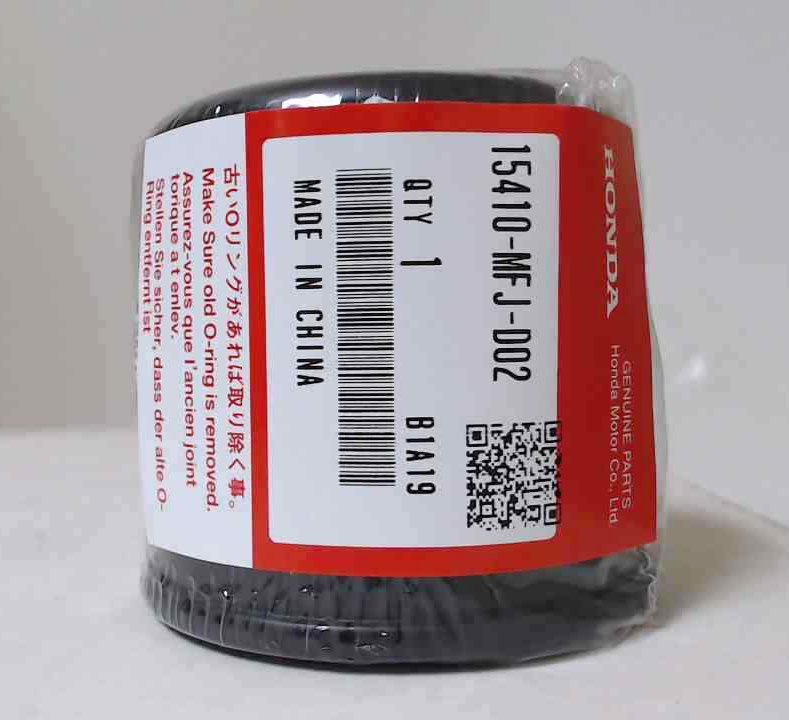 HONDA
GENUINE PARTS
Honda Motor Co., Ltd.
15410-MFJ-D02
QTY 1 B1A19
MADE IN CHINA
古いOリングがあれば取り除く事。
Make Sure old O-ring is removed.
Assurez-vous que l'ancien joint
torique a t enlev.
Stellen Sie sicher, dass der alte O-
Ring entfernt ist